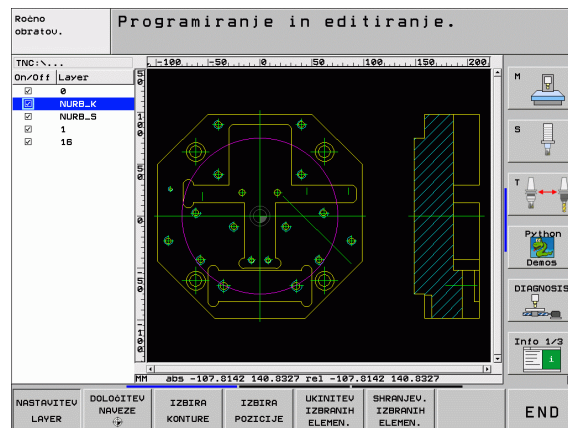 Ročno
obratov.
Programiranje in editiranje.
TNC:\...
On/Off Layer
0
NURB_K
NURB_S
1
16
-100 -50 0 50 100 150 200
MM abs -107.8142 140.8327 rel -107.8142 140.8327
M
S
T
Python
Demos
DIAGNOSIS
Info 1/3
i
NASTAVITEV
LAYER
DOLOČITEV
NAVEZE
IZBIRA
KONTURE
IZBIRA
POZICIJE
UKINITEV
IZBRANIH
ELEMEN.
SHRANJEV.
IZBRANIH
ELEMEN.
END